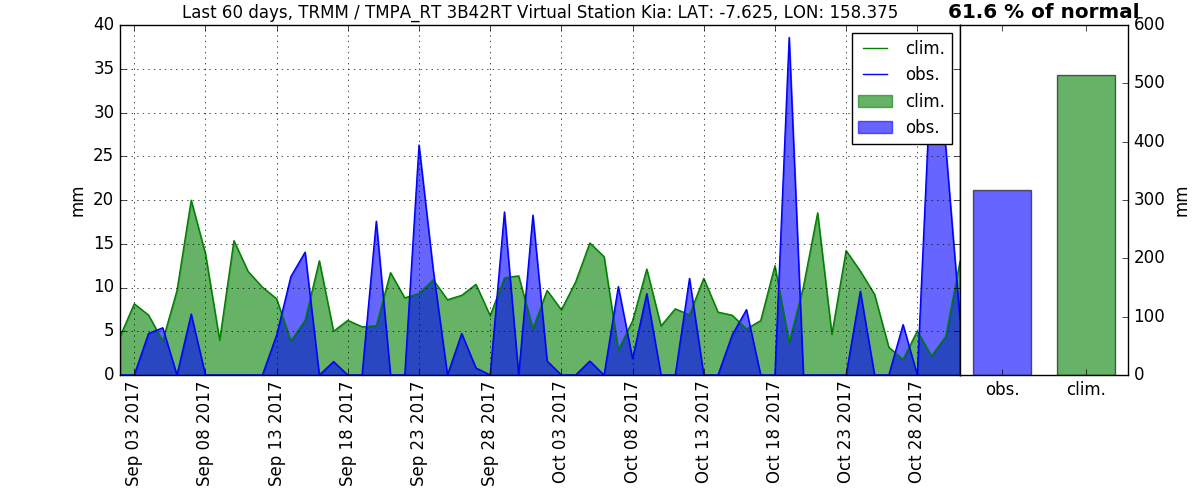 Last 60 days, TRMM / TMPA_RT 3B42RT Virtual Station Kia: LAT: -7.625, LON: 158.375
61.6 % of normal
40
35
30
25
20
15
10
5
0
mm
clim.
obs.
clim.
obs.
600
500
400
300
200
100
0
mm
Sep 03 2017
Sep 08 2017
Sep 13 2017
Sep 18 2017
Sep 23 2017
Sep 28 2017
Oct 03 2017
Oct 08 2017
Oct 13 2017
Oct 18 2017
Oct 23 2017
Oct 28 2017
obs.
clim.